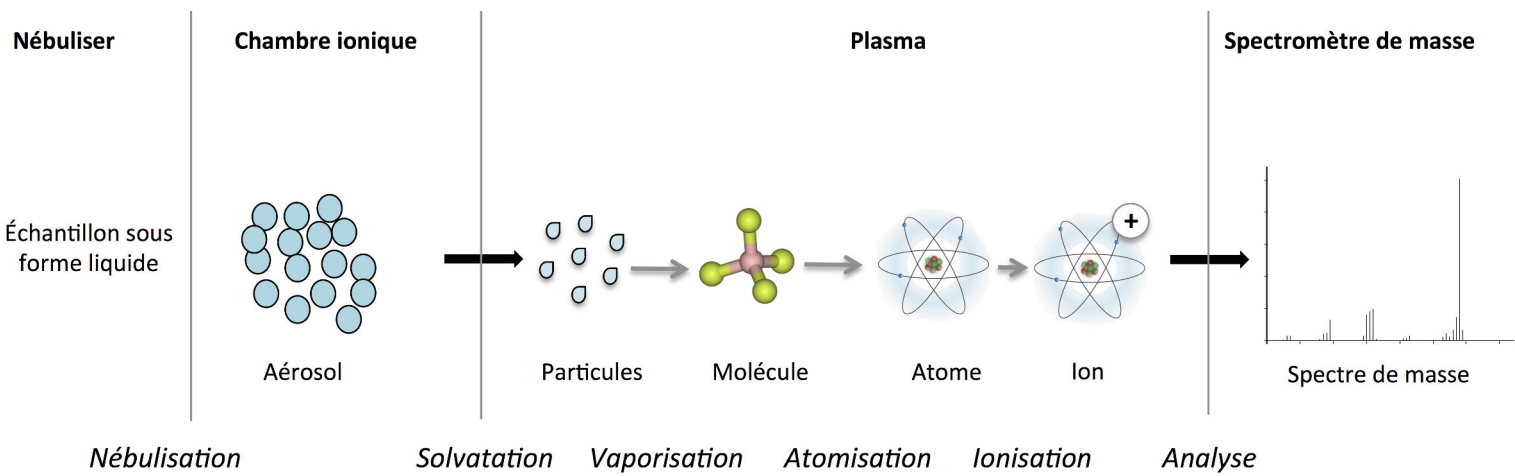 Nébuliser
Chambre ionique
Plasma
Spectromètre de masse
Échantillon sous
forme liquide
+
Aérosol
Particules
Molécule
Atome
Ion
Spectre de masse
Nébulisation
Solvatation
Vaporisation
Atomisation
Ionisation
Analyse